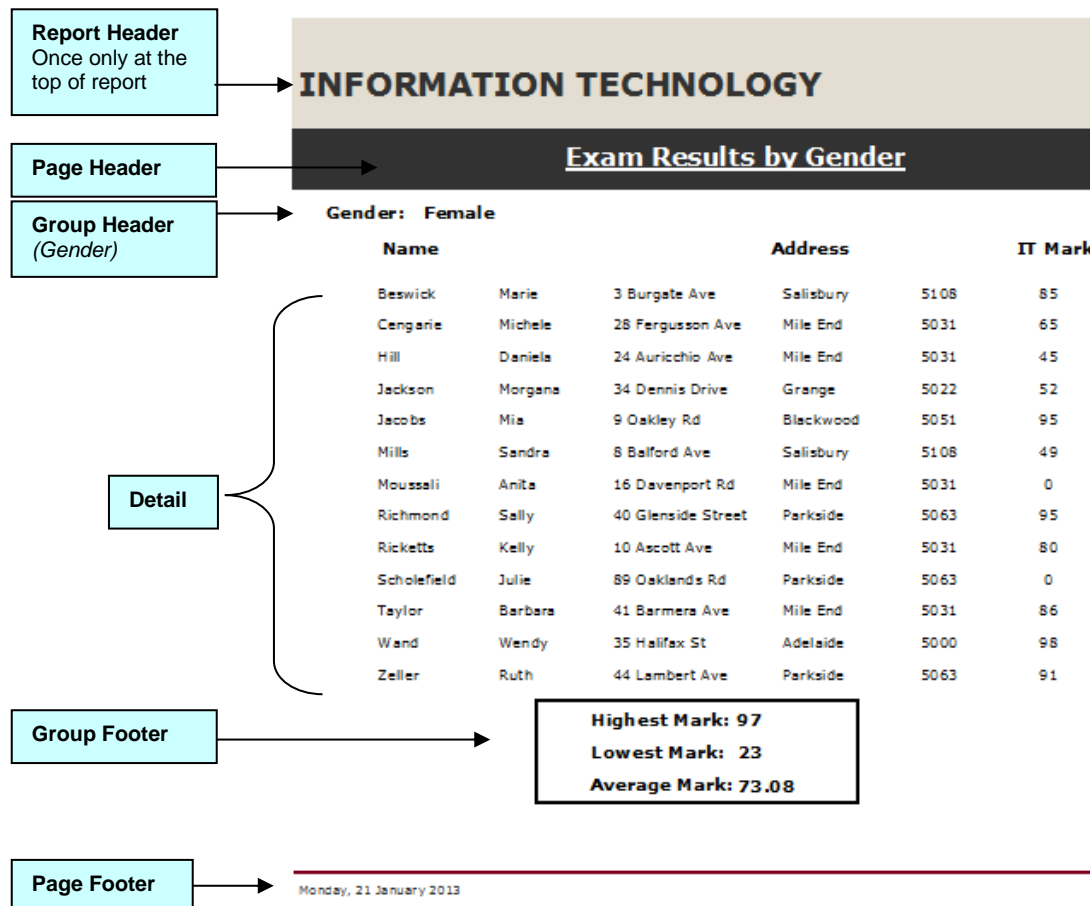 Report Header
Once only at the
top of report
INFORMATION TECHNOLOGY
Page Header
Exam Results by Gender
Group Header
(Gender)
Gender: Female
Name Address IT Mark
Beswick Marie 3 Burgate Ave Salisbury 5108 85
Cengarie Michele 28 Fergusson Ave Mile End 5031 65
Hill Daniela 24 Auricchio Ave Mile End 5031 45
Jackson Morgana 34 Dennis Drive Grange 5022 52
Jacobs Mia 9 Oakley Rd Blackwood 5051 95
Mills Sandra 8 Balford Ave Salisbury 5108 49
Moussali Anita 16 Davenport Rd Mile End 5031 0
Richmond Sally 40 Glenside Street Parkside 5063 95
Ricketts Kelly 10 Ascott Ave Mile End 5031 80
Scholefield Julie 89 Oaklands Rd Parkside 5063 0
Taylor Barbara 41 Barmera Ave Mile End 5031 86
Wand Wendy 35 Halifax St Adelaide 5000 98
Zeller Ruth 44 Lambert Ave Parkside 5063 91
Detail
Group Footer
Highest Mark: 97
Lowest Mark: 23
Average Mark: 73.08
Page Footer
Monday, 21 January 2013